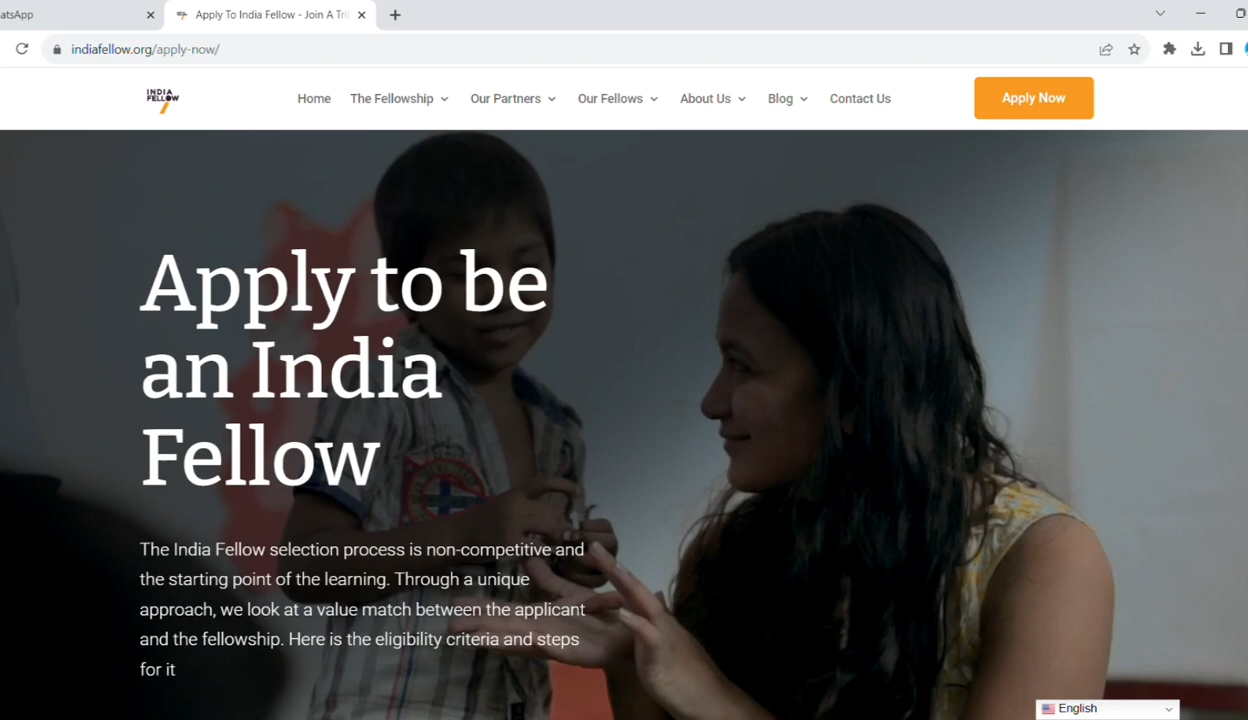 atsApp
Apply To India Fellow - Join A Tri
indiafellow.org/apply-now/
INDIA
FELLOW
Home
The Fellowship
Our Partners
Our Fellows
About Us
Blog
Contact Us
Apply Now
Apply to be
an India
Fellow
The India Fellow selection process is non-competitive and
the starting point of the learning. Through a unique
approach, we look at a value match between the applicant
and the fellowship. Here is the eligibility criteria and steps
for it
English